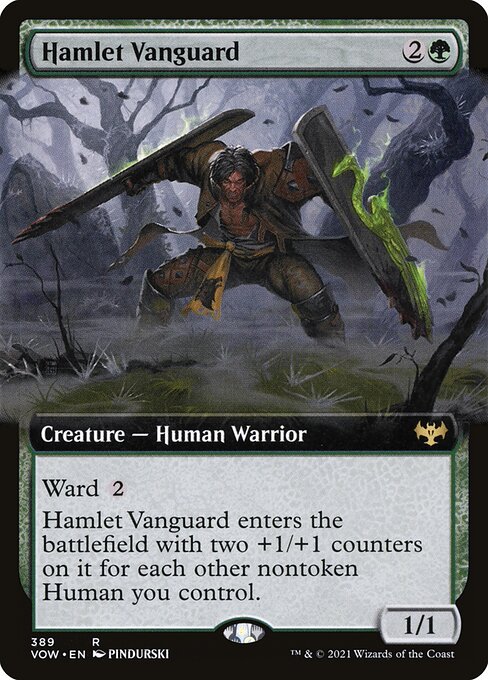 Hamlet Vanguard 2
Creature — Human Warrior
Ward 2
Hamlet Vanguard enters the
battlefield with two +1/+1 counters
on it for each other nontoken
Human you control.
1/1
389 R
VOW • EN PINDURSKI
™ & © 2021 Wizards of the Coast